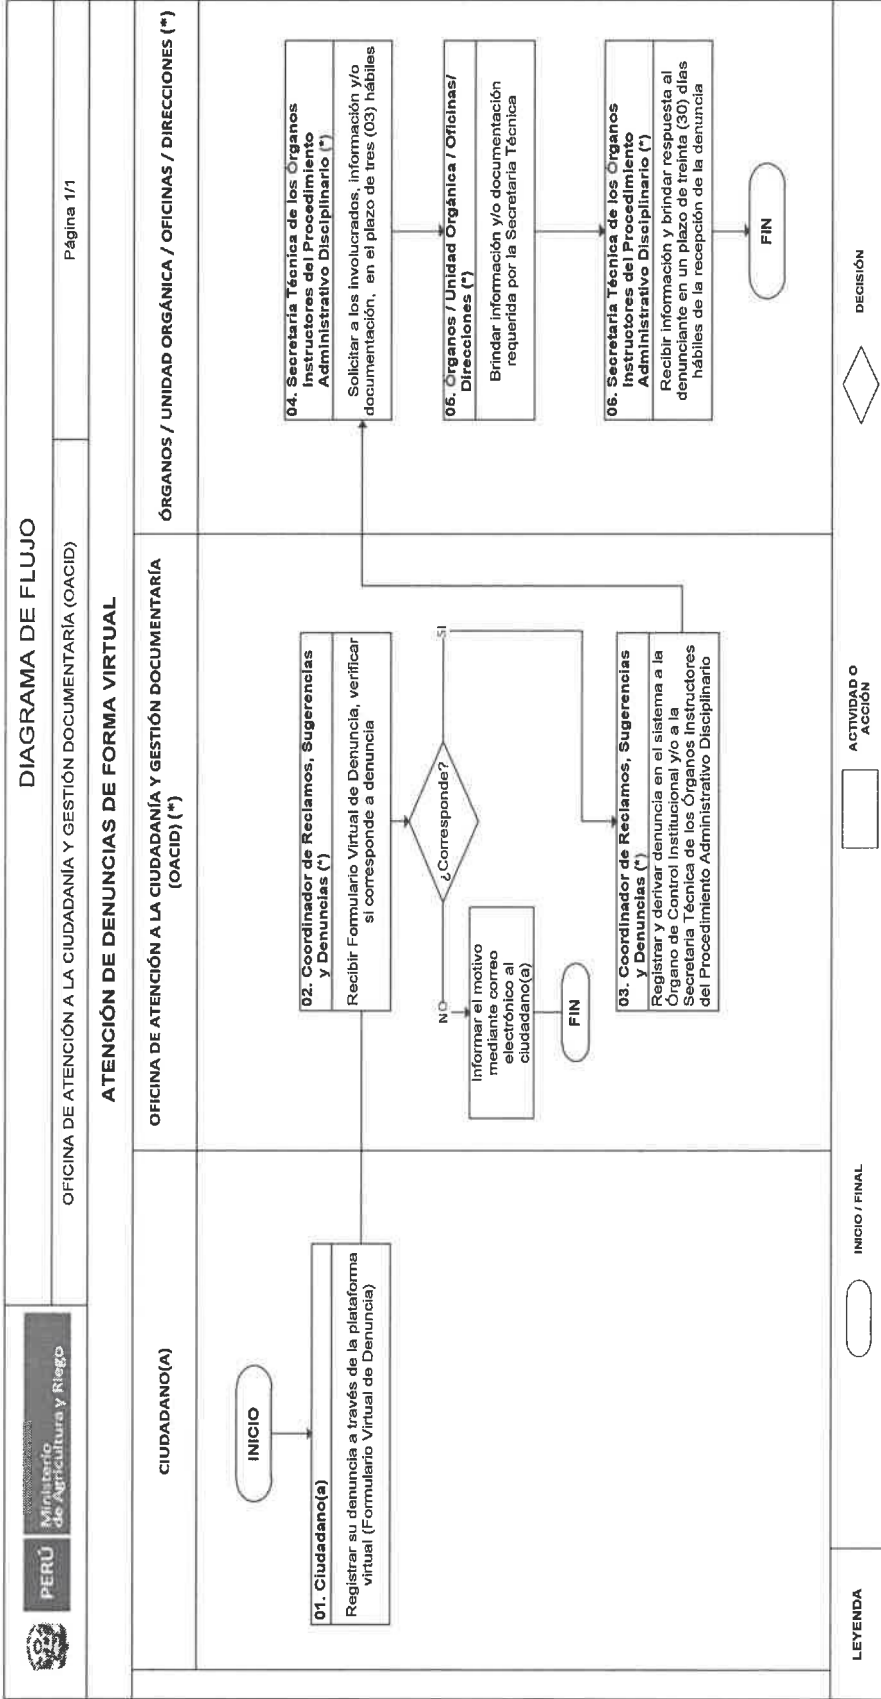 PERÚ
Ministerio
de Agricultura y Riego
DIAGRAMA DE FLUJO
OFICINA DE ATENCIÓN A LA CIUDADANÍA Y GESTIÓN DOCUMENTARÍA (OACID)
Página 1/1
ATENCIÓN DE DENUNCIAS DE FORMA VIRTUAL
CIUDADANO(A)
OFICINA DE ATENCIÓN A LA CIUDADANÍA Y GESTIÓN DOCUMENTARÍA
(OACID) (*)
ÓRGANOS / UNIDAD ORGÁNICA / OFICINAS / DIRECCIONES (*)
INICIO
01. Ciudadano(a)
Registrar su denuncia a través de la plataforma
virtual (Formulario Virtual de Denuncia)
02. Coordinador de Reclamos, Sugerencias
y Denuncias (*)
Recibir Formulario Virtual de Denuncia, verificar
si corresponde a denuncia
¿Corresponde?
NO
SI
Informar el motivo
mediante correo
electrónico al
ciudadano(a)
FIN
03. Coordinador de Reclamos, Sugerencias
y Denuncias (*)
Registrar y derivar denuncia en el sistema a la
Órgano de Control Institucional y/o a la
Secretaria Técnica de los Órganos Instructores
del Procedimiento Administrativo Disciplinario
04. Secretaría Técnica de los Órganos
Instructores del Procedimiento
Administrativo Disciplinario (*)
Solicitar a los involucrados, información y/o
documentación, en el plazo de tres (03) hábiles
05. Órganos / Unidad Orgánica / Oficinas/
Direcciones (*)
Brindar información y/o documentación
requerida por la Secretaria Técnica
06. Secretaria Técnica de los Órganos
Instructores del Procedimiento
Administrativo Disciplinario (*)
Recibir información y brindar respuesta al
denunciante en un plazo de treinta (30) días
hábiles de la recepción de la denuncia
FIN
LEYENDA
INICIO / FINAL
ACTIVIDAD O
ACCIÓN
DECISIÓN